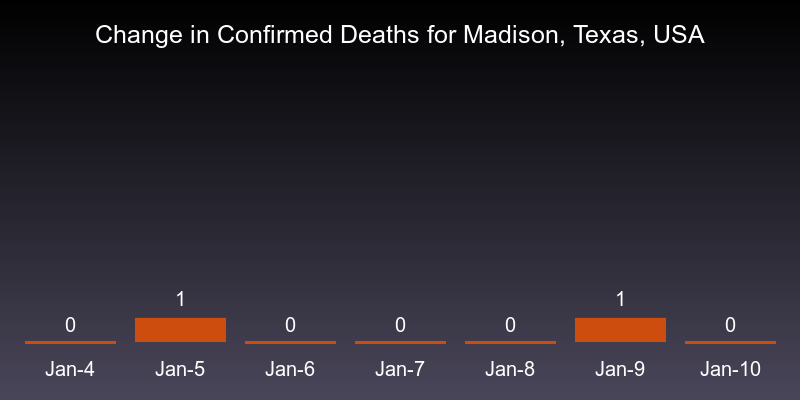 Change in Confirmed Deaths for Madison, Texas, USA
0 1 0 0 0 1 0
Jan-4 Jan-5 Jan-6 Jan-7 Jan-8 Jan-9 Jan-10